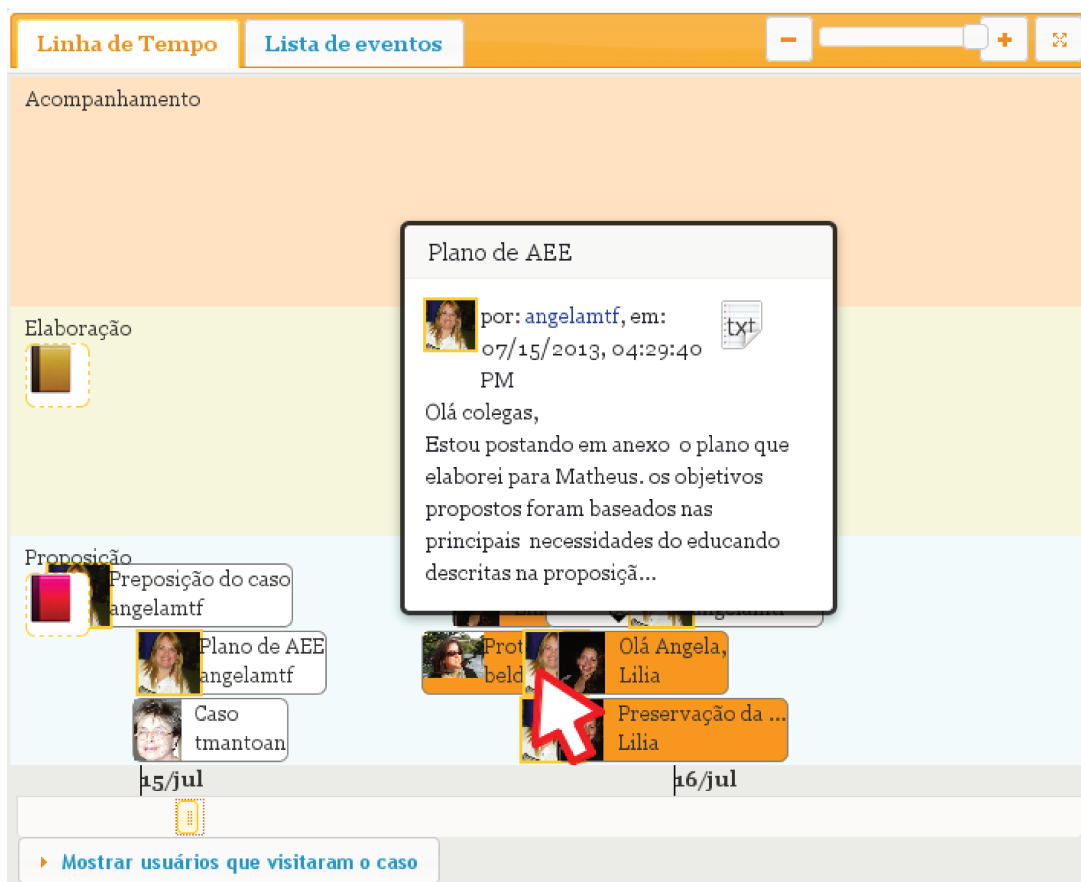 Linha de Tempo
Lista de eventos
Acompanhamento
Plano de AEE
por: angelamtf, em:
07/15/2013, 04:29:40
PM
txt
Olá colegas,
Estou postando em anexo o plano que
elaborei para Matheus. os objetivos
propostos foram baseados nas
principais necessidades do educando
descritas na proposiçã...
Elaboração
Proposição
Preposição do caso
angelamtf
Plano de AEE
angelamtf
Prot
beld
Olá Angela,
Lilia
Caso
tmantoan
Preservação da ...
Lilia
15/jul
16/jul
Mostrar usuários que visitaram o caso